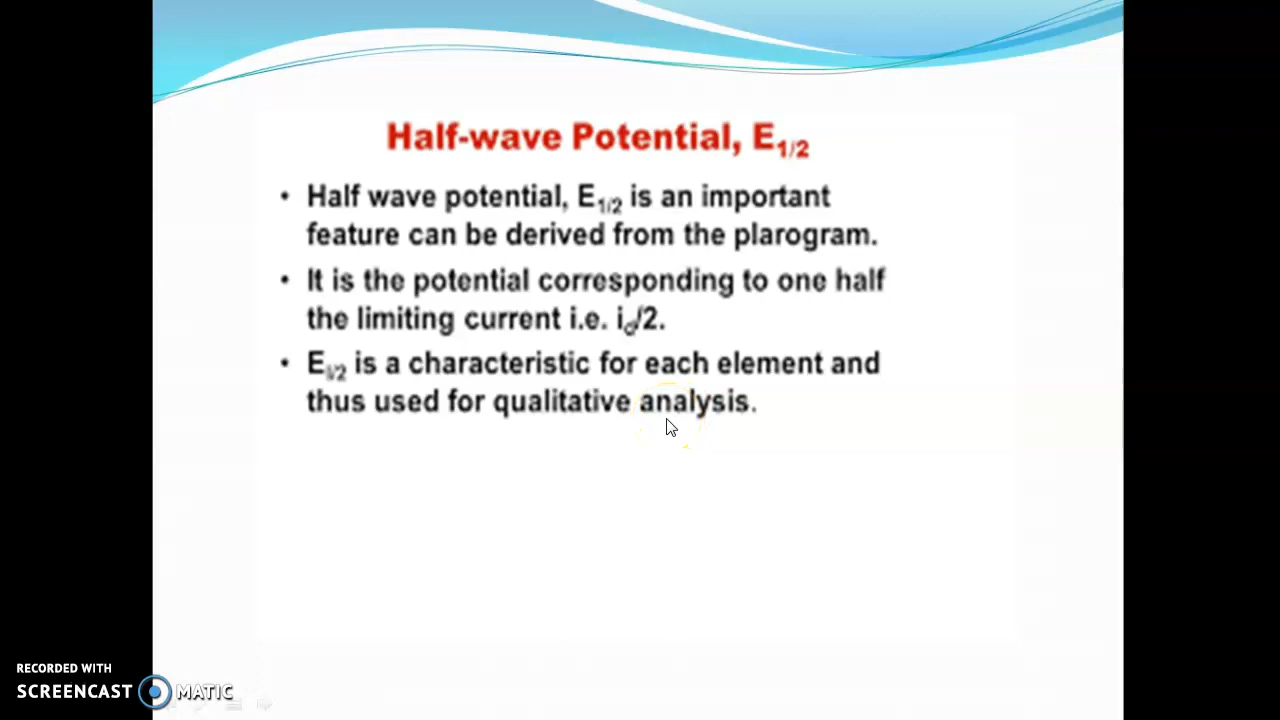 Half-wave Potential, E1/2
• Half wave potential, E1/2 is an important
feature can be derived from the plarogram.
• It is the potential corresponding to one half
the limiting current i.e. id/2.
• E1/2 is a characteristic for each element and
thus used for qualitative analysis.
RECORDED WITH
SCREENCAST MATIC